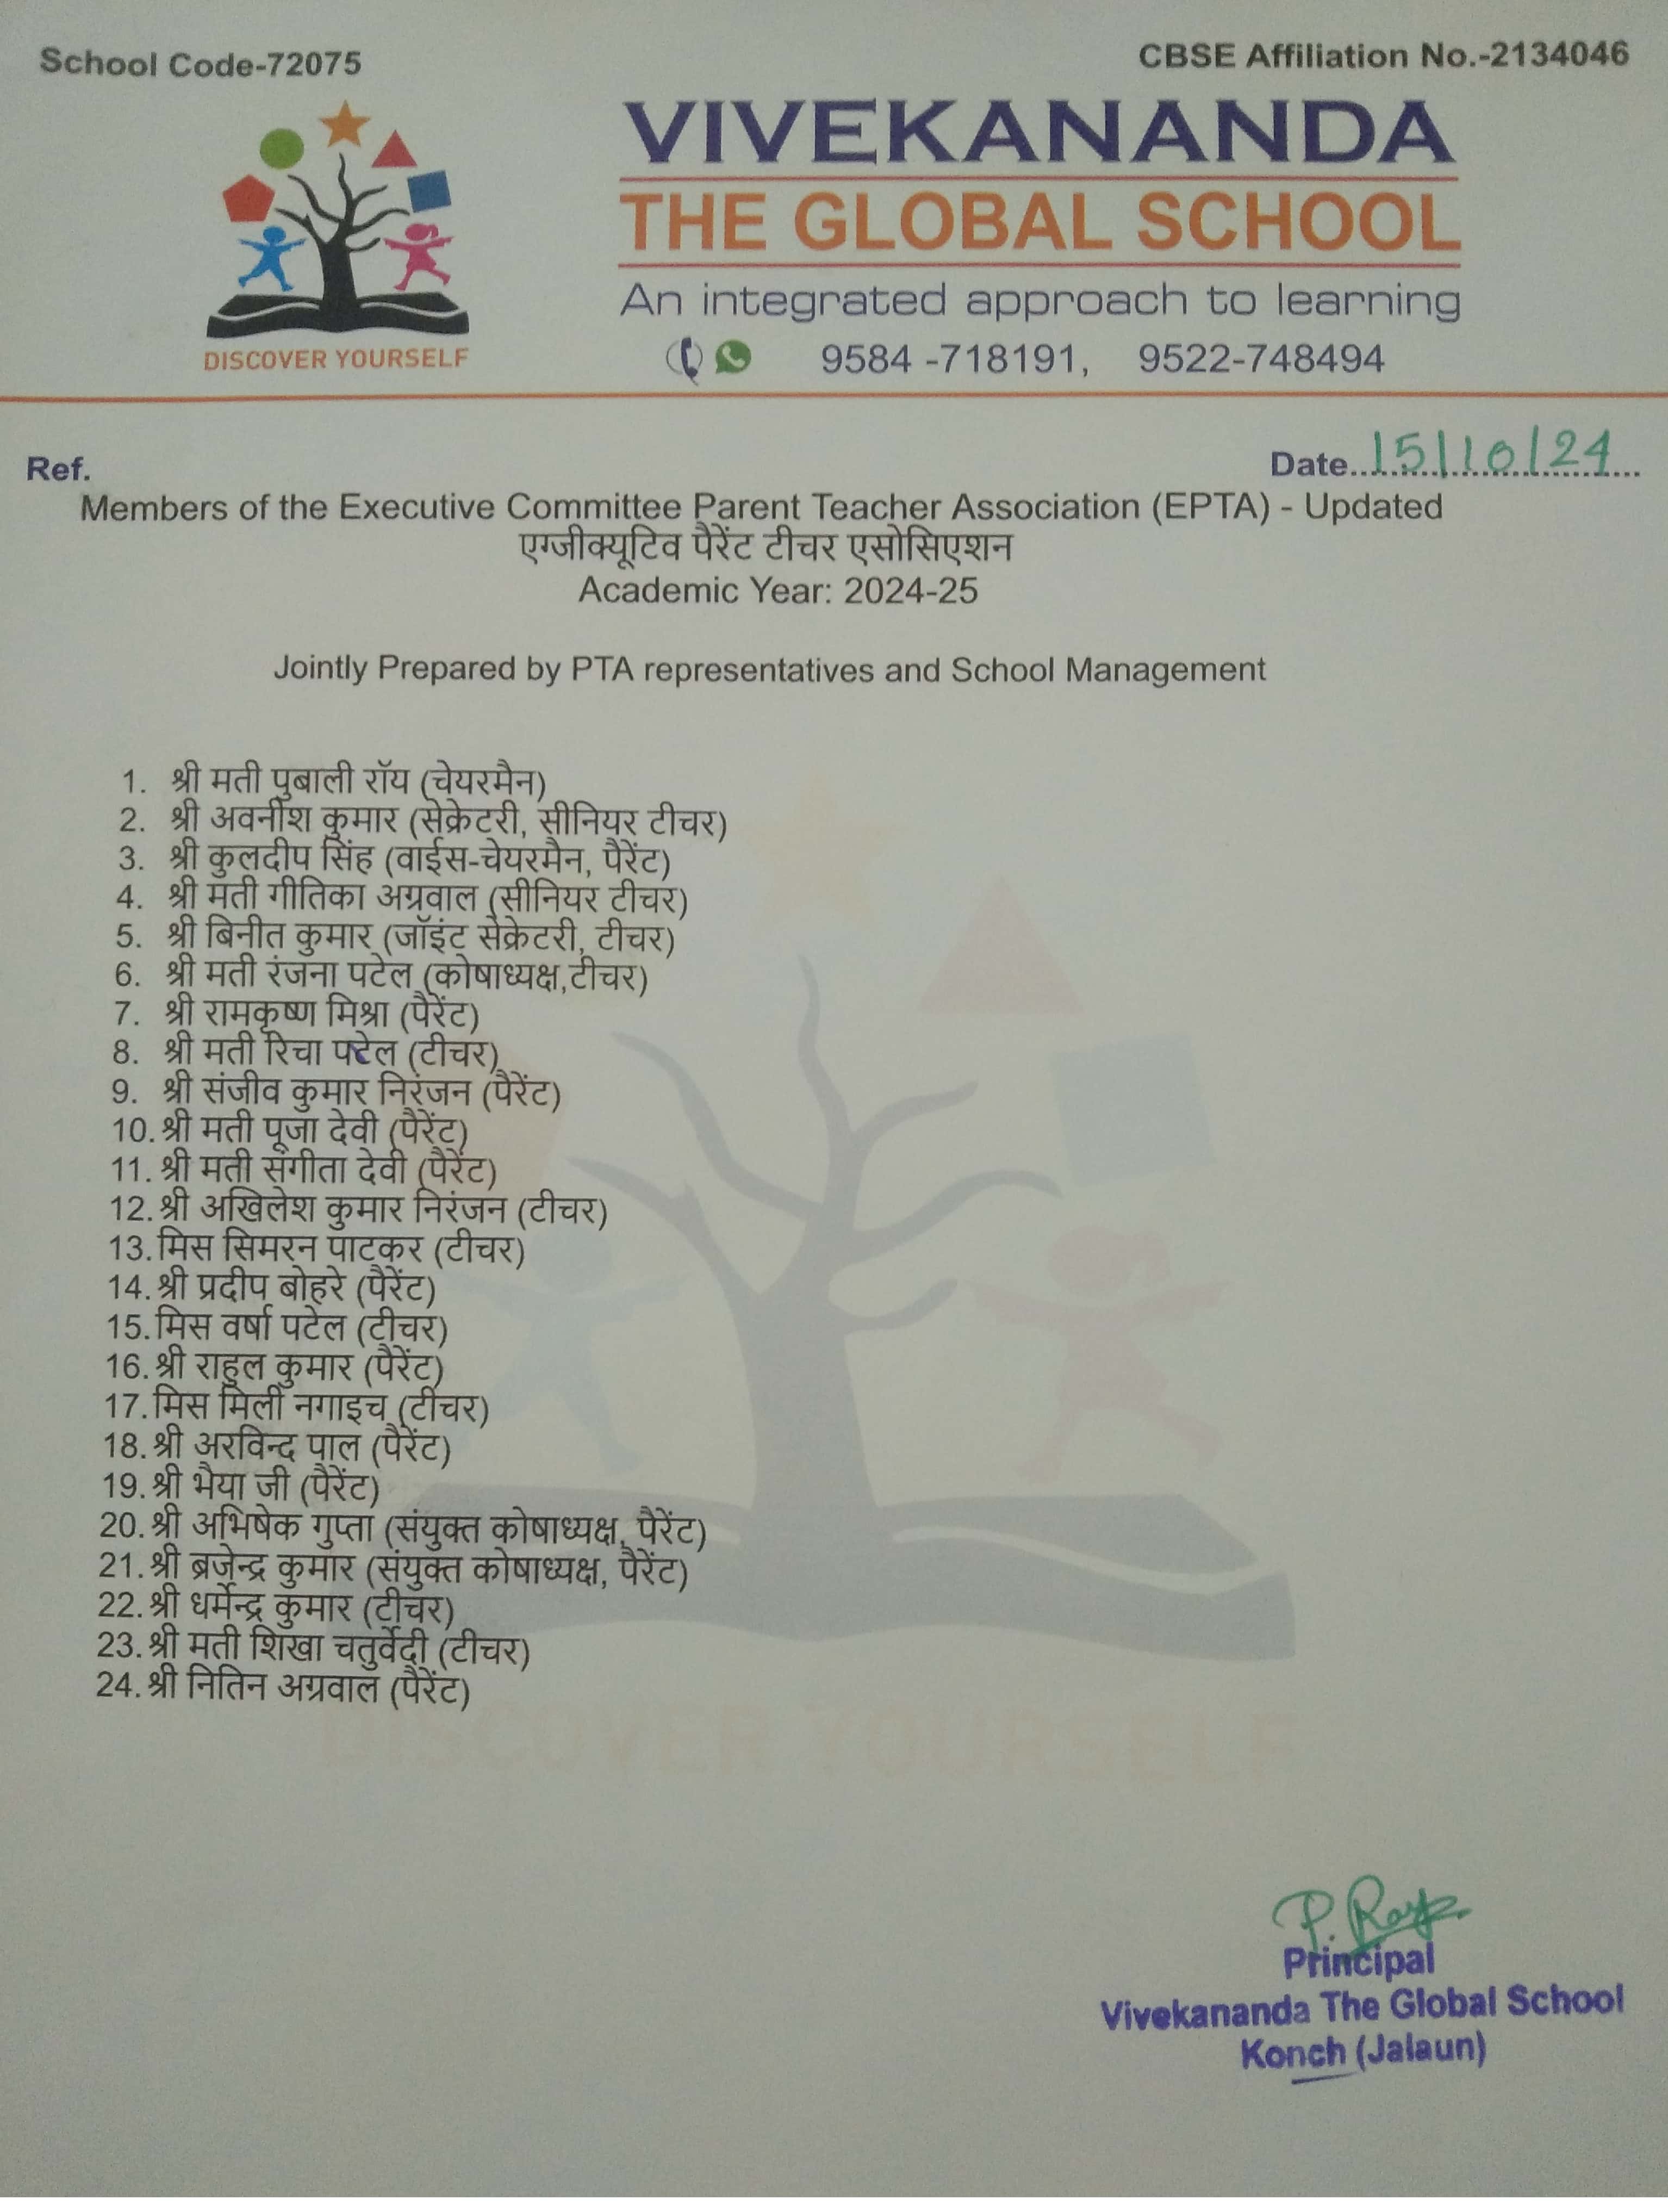 School Code-72075
CBSE Affiliation No.-2134046
VIVEKANANDA
THE GLOBAL SCHOOL
An integrated approach to learning
DISCOVER YOURSELF
9584 -718191, 9522-748494
Date...15/10/24...
Ref.
Members of the Executive Committee Parent Teacher Association (EPTA) - Updated
एग्जीक्यूटिव पैरेंट टीचर एसोसिएशन
Academic Year: 2024-25
Jointly Prepared by PTA representatives and School Management
1. श्री मती पुबाली रॉय (चेयरमैन)
2. श्री अवनीश कुमार (सेक्रेटरी, सीनियर टीचर)
3. श्री कुलदीप सिंह (वाईस-चेयरमैन, पैरेंट)
4. श्री मती गीतिका अग्रवाल (सीनियर टीचर)
5. श्री बिनीत कुमार (जॉइंट सेक्रेटरी, टीचर)
6. श्री मती रंजना पटेल (कोषाध्यक्ष,टीचर)
7. श्री रामकृष्ण मिश्रा (पैरेंट)
8. श्री मती रिचा पटेल (टीचर)
9. श्री संजीव कुमार निरंजन (पैरेंट)
10. श्री मती पूजा देवी (पैरेंट)
11. श्री मती संगीता देवी (पैरेंट)
12. श्री अखिलेश कुमार निरंजन (टीचर)
13. मिस सिमरन पाटकर (टीचर)
14. श्री प्रदीप बोहरे (पैरेंट)
15. मिस वर्षा पटेल (टीचर)
16. श्री राहुल कुमार (पैरेंट)
17. मिस मिली नगाइच (टीचर)
18. श्री अरविन्द पाल (पैरेंट)
19. श्री भैया जी (पैरेंट)
20. श्री अभिषेक गुप्ता (संयुक्त कोषाध्यक्ष, पैरेंट)
21. श्री ब्रजेन्द्र कुमार (संयुक्त कोषाध्यक्ष, पैरेंट)
22. श्री धर्मेन्द्र कुमार (टीचर)
23. श्री मती शिखा चतुर्वेदी (टीचर)
24. श्री नितिन अग्रवाल (पैरेंट)
DISCOVER YOURSELF
P. Roy
Principal
Vivekananda The Global School
Konch (Jalaun)